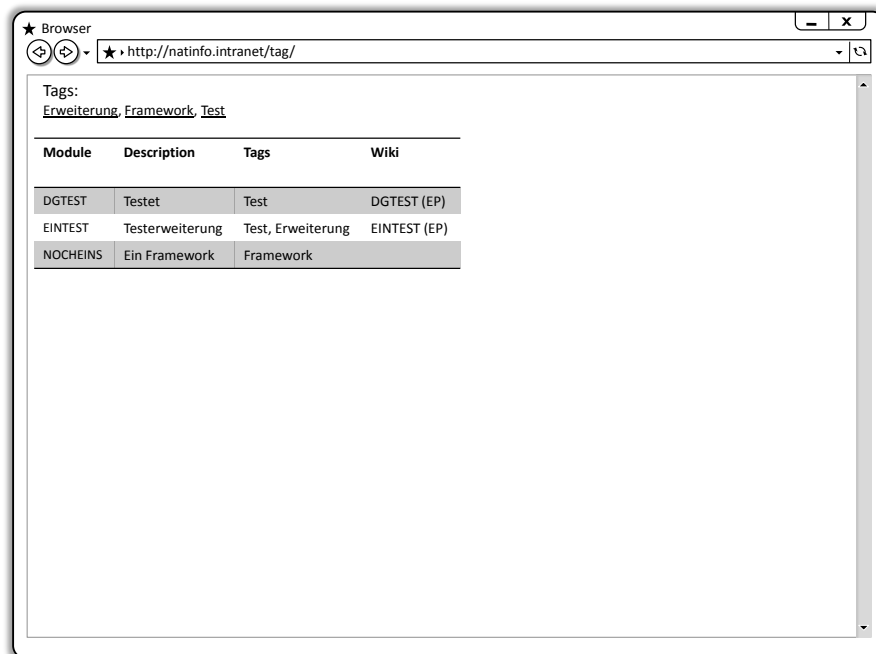 Browser
http://natinfo.intranet/tag/
Tags:
Erweiterung, Framework, Test
Module Description Tags Wiki
DGTEST Testet Test DGTEST (EP)
EINTEST Testerweiterung Test, Erweiterung EINTEST (EP)
NOCHEINS Ein Framework Framework